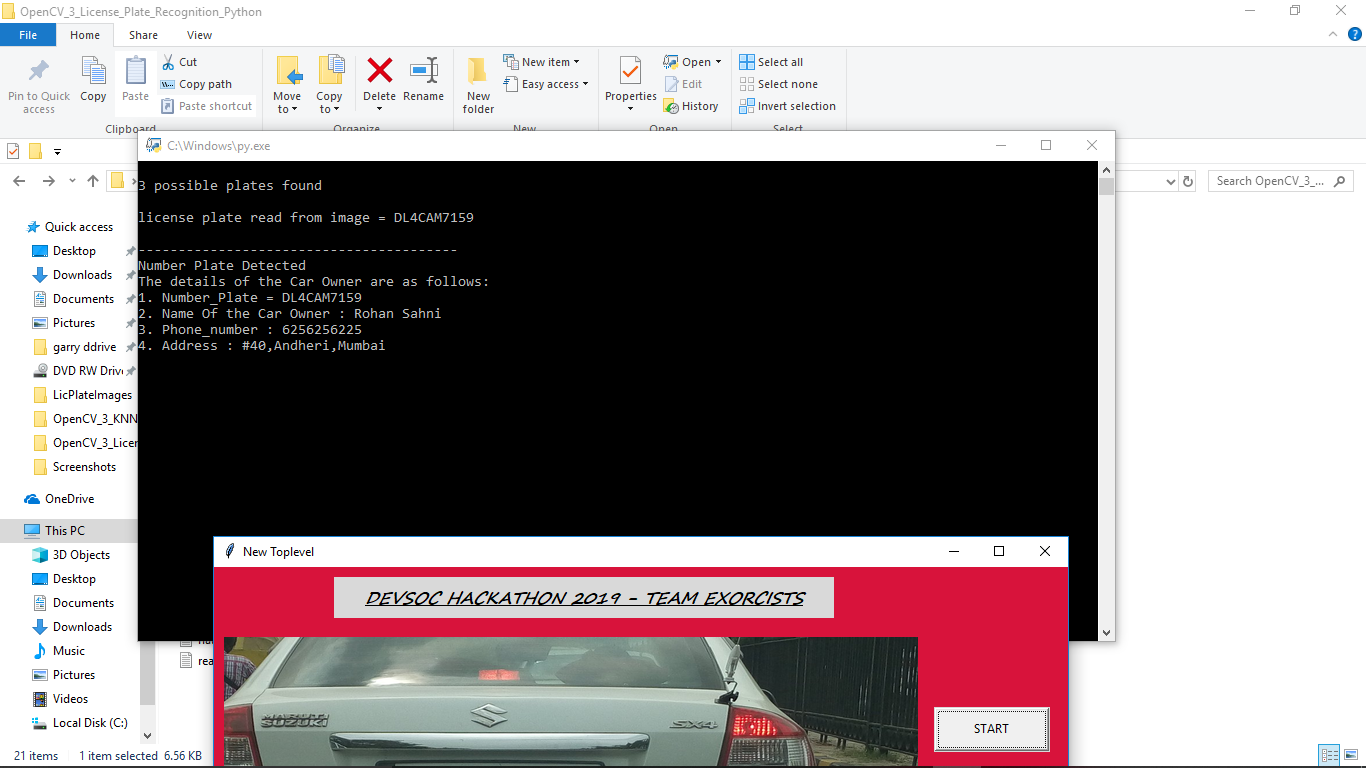 OpenCV_3_License_Plate_Recognition_Python
File Home Share View
Pin to Quick access
Copy
Paste
Cut
Copy path
Paste shortcut
Clipboard
Move to
Copy to
Delete
Rename
Organize
New folder
New item
Easy access
New
Properties
Open
Edit
History
Open
Select all
Select none
Invert selection
Select
Search OpenCV_3_...
Quick access
Desktop
Downloads
Documents
Pictures
garry ddrive
DVD RW Driv
LicPlateImages
OpenCV_3_KNN
OpenCV_3_Licen
Screenshots
OneDrive
This PC
3D Objects
Desktop
Documents
Downloads
Music
Pictures
Videos
Local Disk (C:)
21 items 1 item selected 6.56 KB
C:\Windows\py.exe
3 possible plates found
license plate read from image = DL4CAM7159
----------------------------------------
Number Plate Detected
The details of the Car Owner are as follows:
1. Number_Plate = DL4CAM7159
2. Name Of the Car Owner : Rohan Sahni
3. Phone_number : 6256256225
4. Address : #40,Andheri,Mumbai
rea
New Toplevel
DEVSOC HACKATHON 2019 - TEAM EXORCISTS
MARUTI
SUZUKI
SX4
START